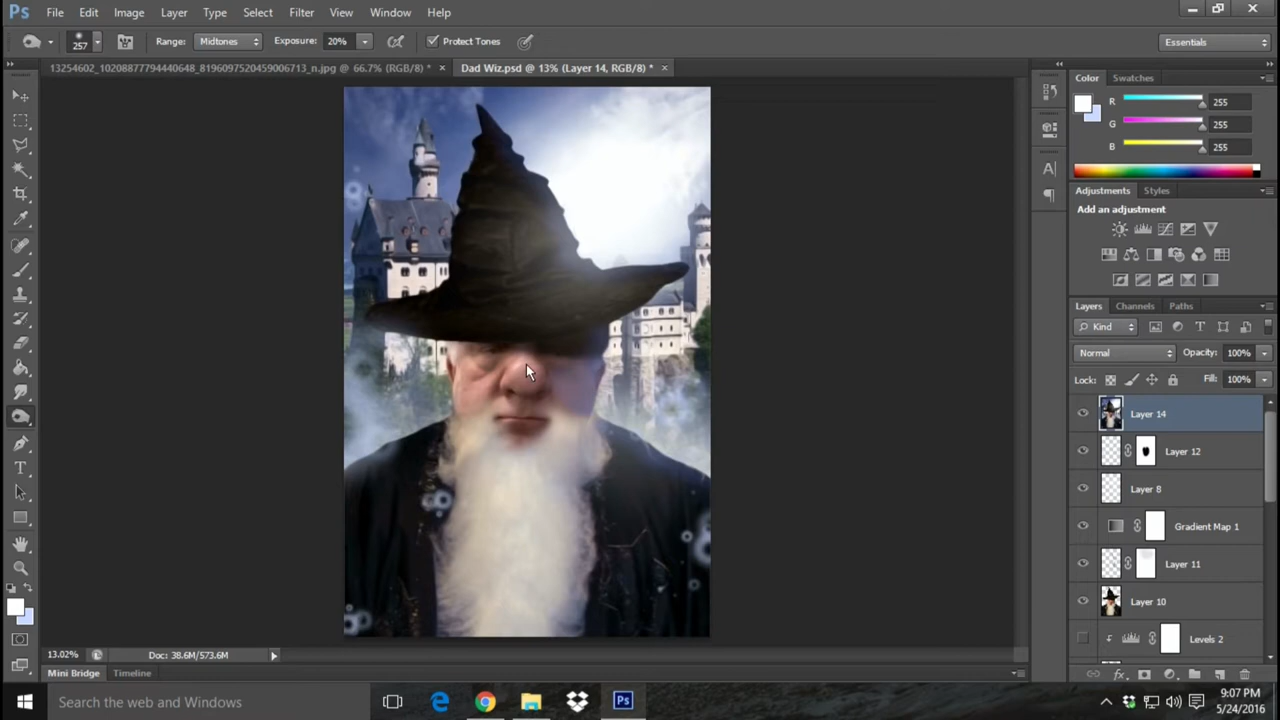 Ps File Edit Image Layer Type Select Filter View Window Help
257 Range: Midtones Exposure: 20% Protect Tones Essentials
13254602_10208877794440648_8196097520459006713_n.jpg @ 66.7% (RGB/8) * × Dad Wiz.psd @ 13% (Layer 14, RGB/8) * ×
Color Swatches
R 255
G 255
B 255
Adjustments Styles
Add an adjustment
Layers Channels Paths
Kind
Normal Opacity: 100%
Lock: Fill: 100%
Layer 14
Layer 12
Layer 8
Gradient Map 1
Layer 11
Layer 10
Levels 2
13.02% Doc: 38.6M/573.6M
Mini Bridge Timeline
Search the web and Windows Ps 9:07 PM
5/24/2016